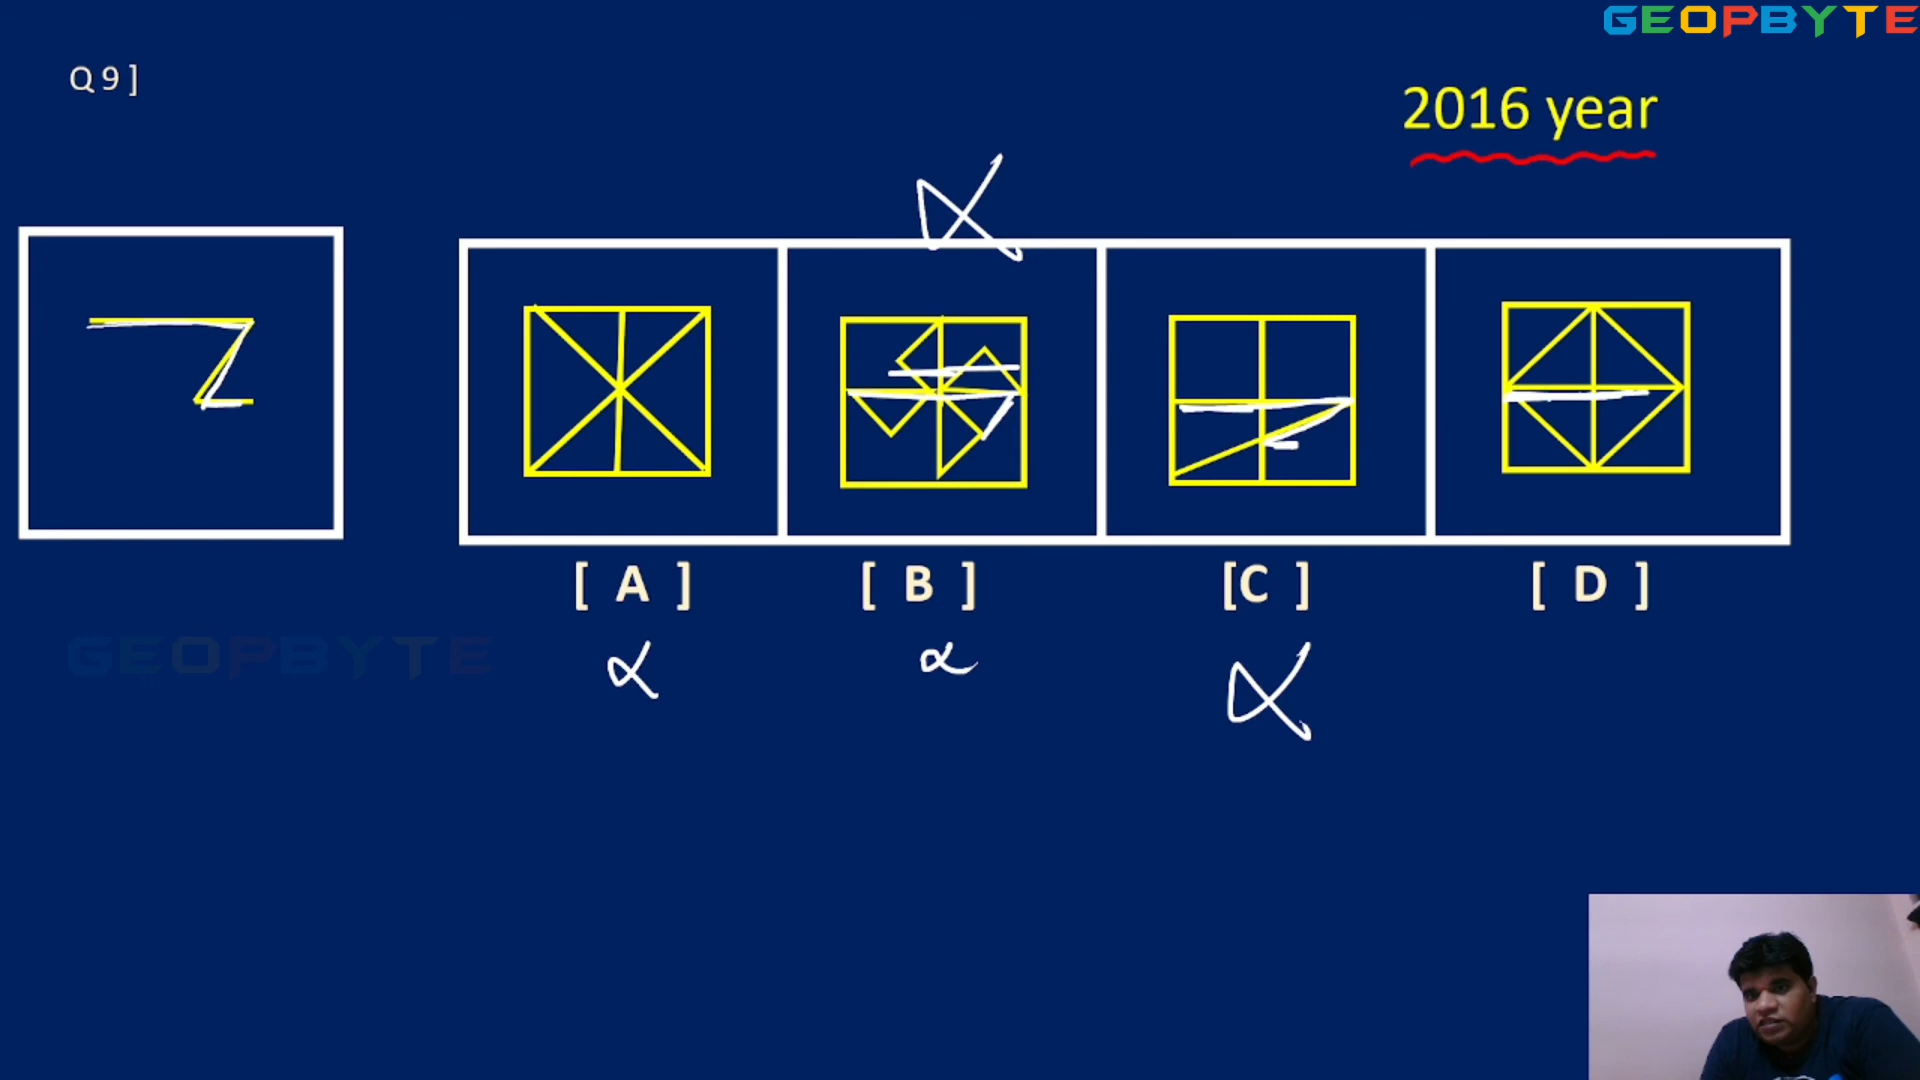 GEOPBYTE
Q 9 ]
2016 year
[ A ]
[ B ]
[C ]
[ D ]
GEOPBYTE